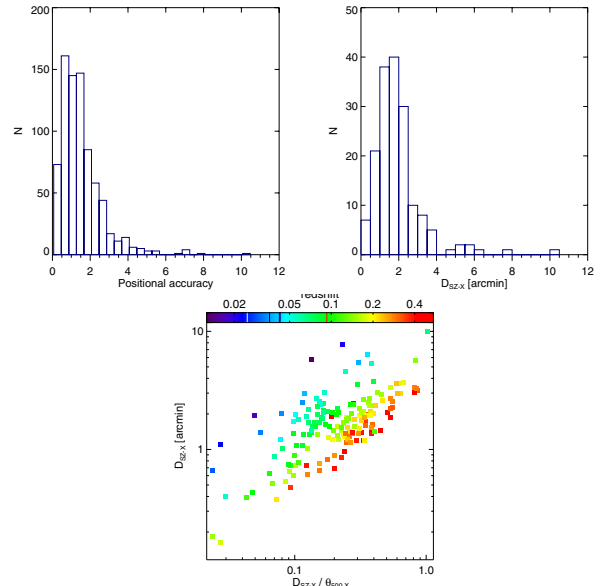 200
150
100
50
0
N
0 2 4 6 8 10 12
Positional accuracy
50
40
30
20
10
0
N
0 2 4 6 8 10 12
D_SZ-X [arcmin]
redshift
0.02 0.05 0.1 0.2 0.4
10
1
D_SZ-X [arcmin]
0.1 1.0
D_SZ-X / θ_500,X